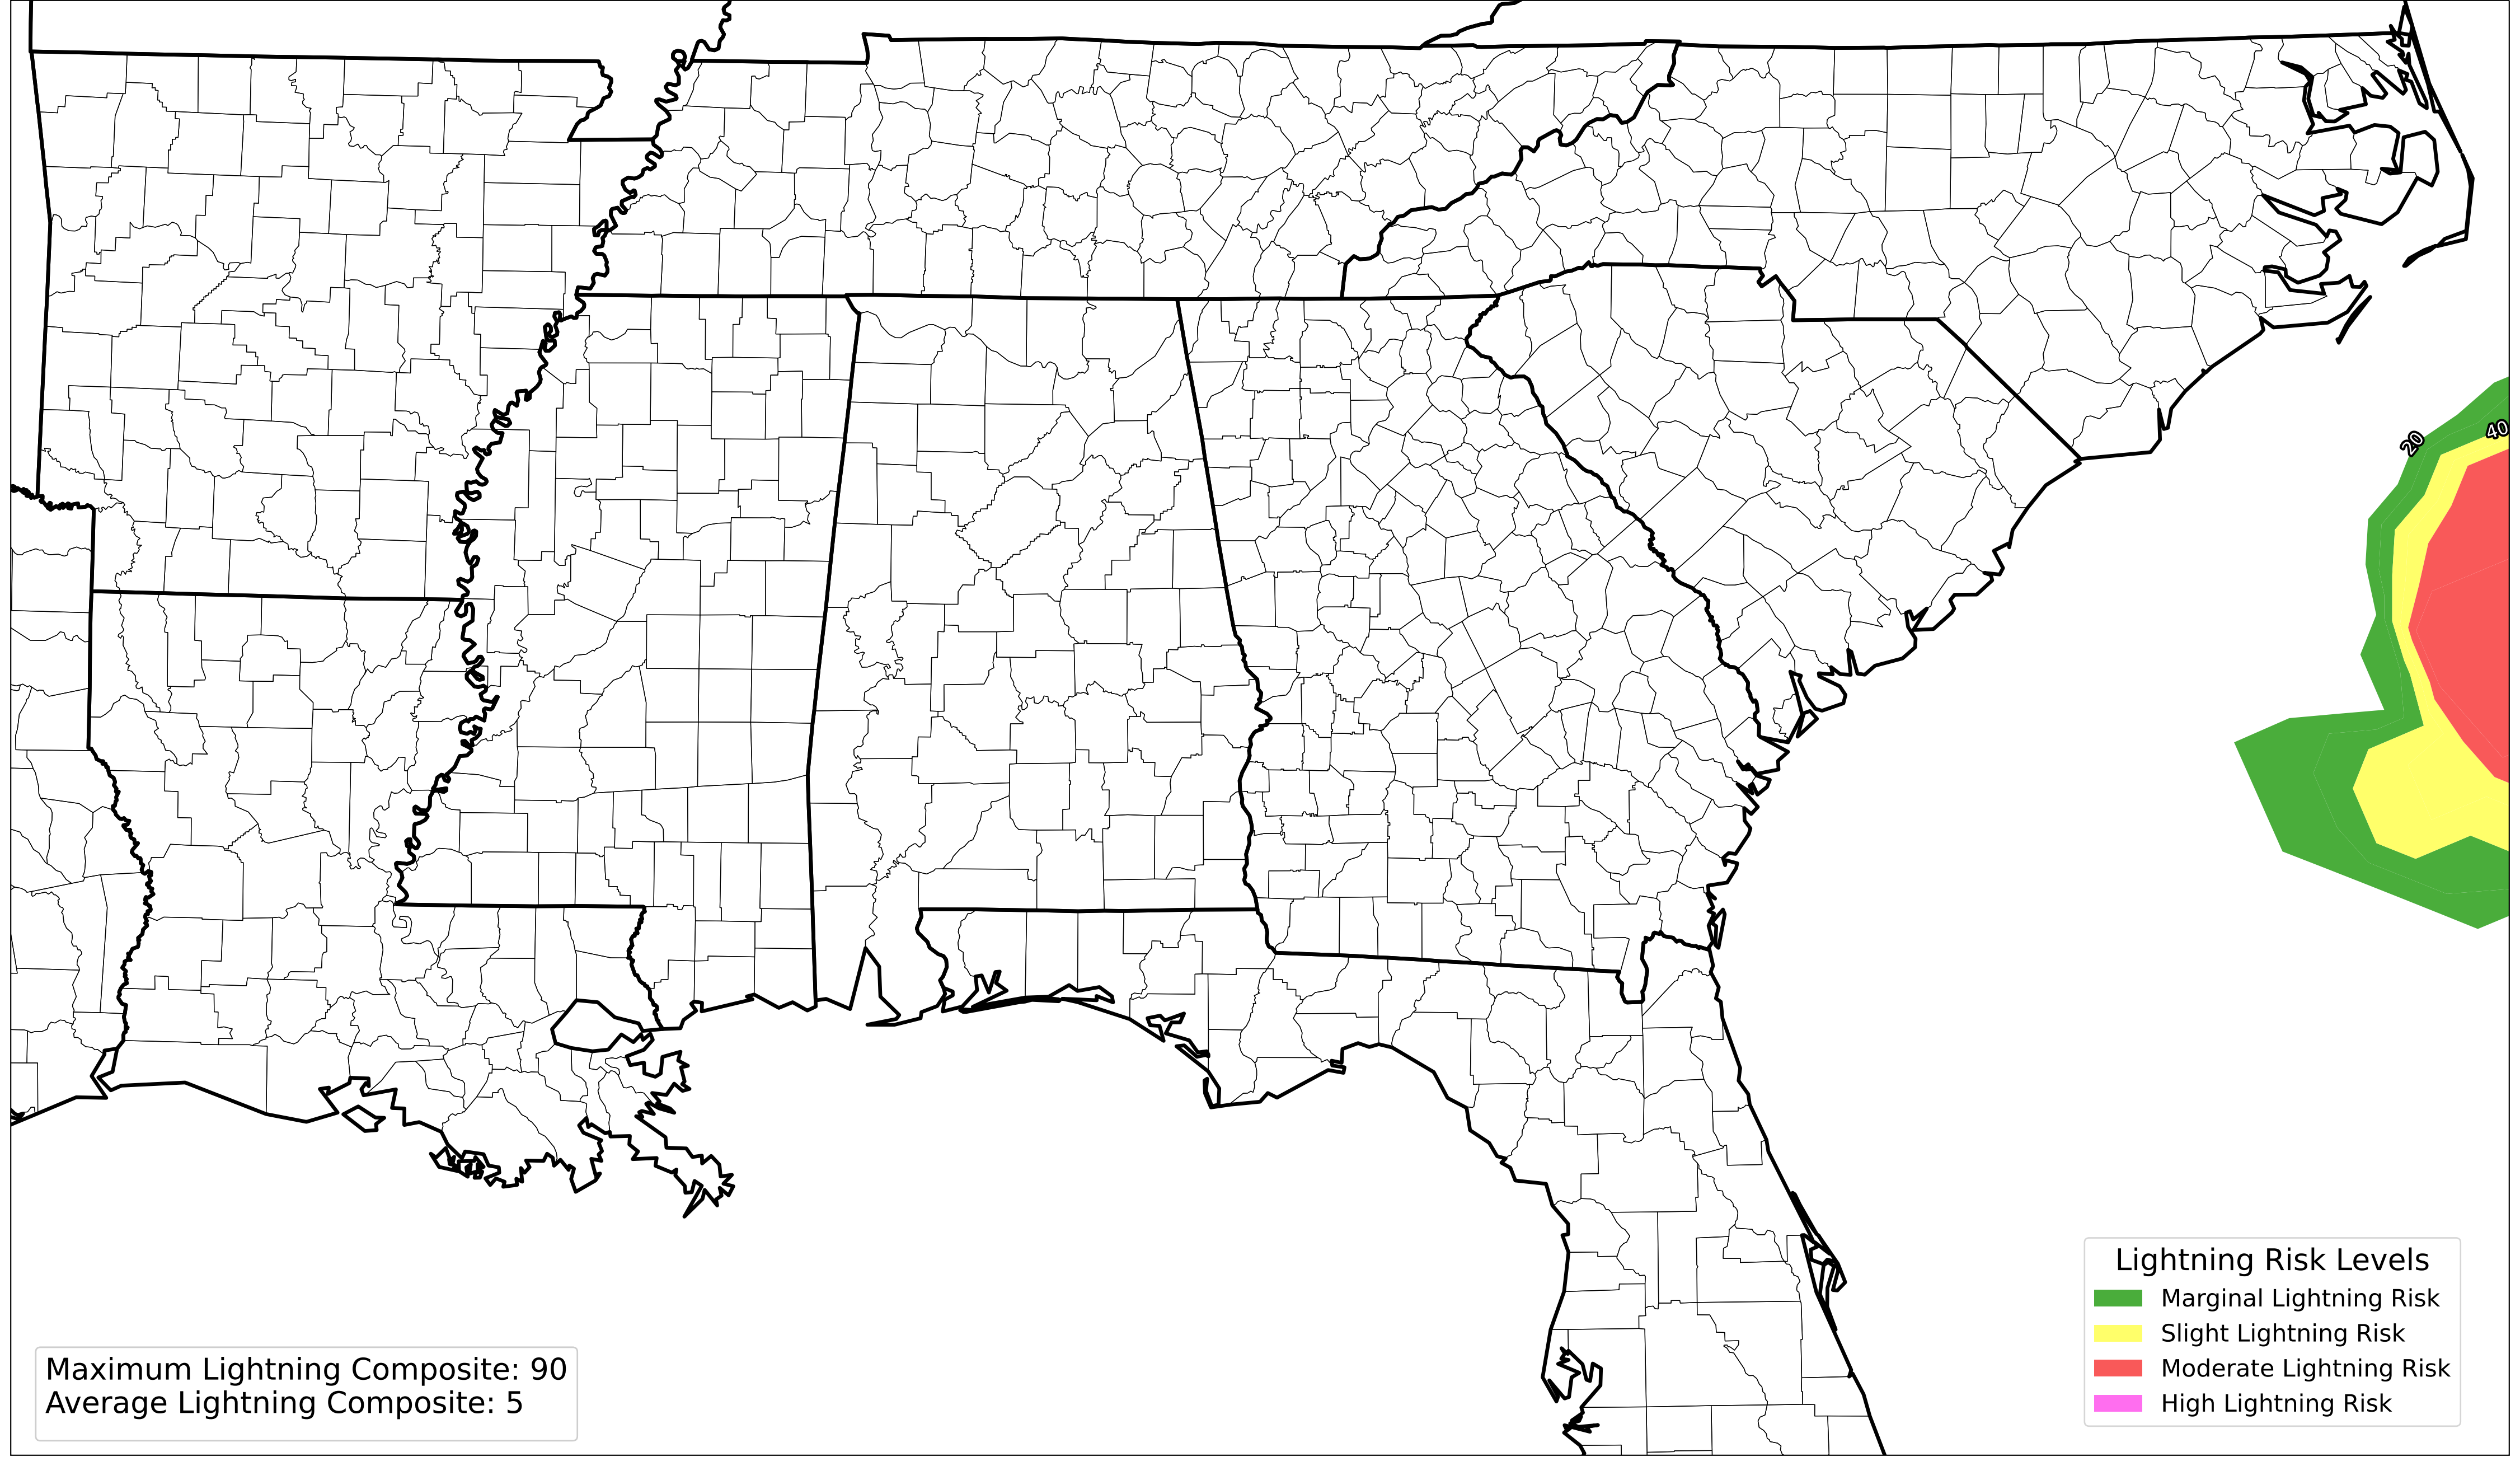 20
40
Lightning Risk Levels
Marginal Lightning Risk
Slight Lightning Risk
Moderate Lightning Risk
High Lightning Risk
Maximum Lightning Composite: 90
Average Lightning Composite: 5